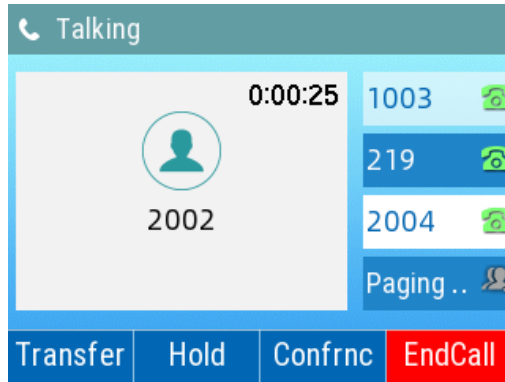 Talking
0:00:25
2002
1003
219
2004
Paging ..
Transfer Hold Confrnc EndCall